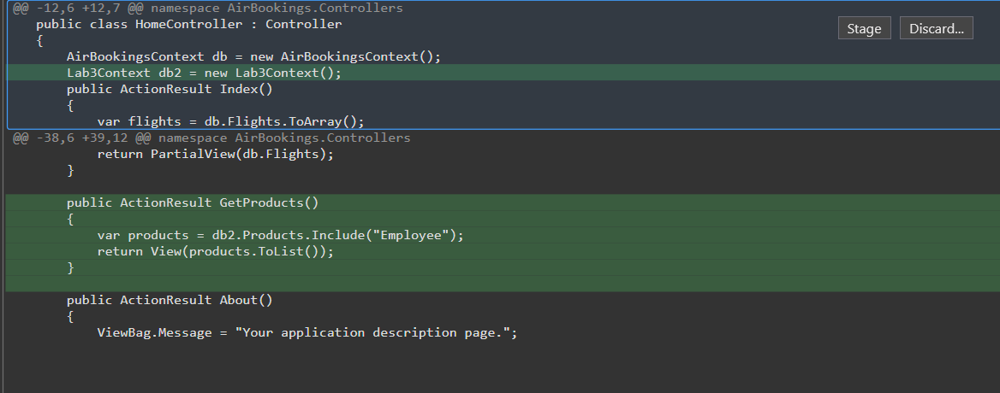 @@ -12,6 +12,7 @@ namespace AirBookings.Controllers
public class HomeController : Controller
Stage Discard...
{
AirBookingsContext db = new AirBookingsContext();
Lab3Context db2 = new Lab3Context();
public ActionResult Index()
{
var flights = db.Flights.ToArray();
@@ -38,6 +39,12 @@ namespace AirBookings.Controllers
return PartialView(db.Flights);
}
public ActionResult GetProducts()
{
var products = db2.Products.Include("Employee");
return View(products.ToList());
}
public ActionResult About()
{
ViewBag.Message = "Your application description page.";